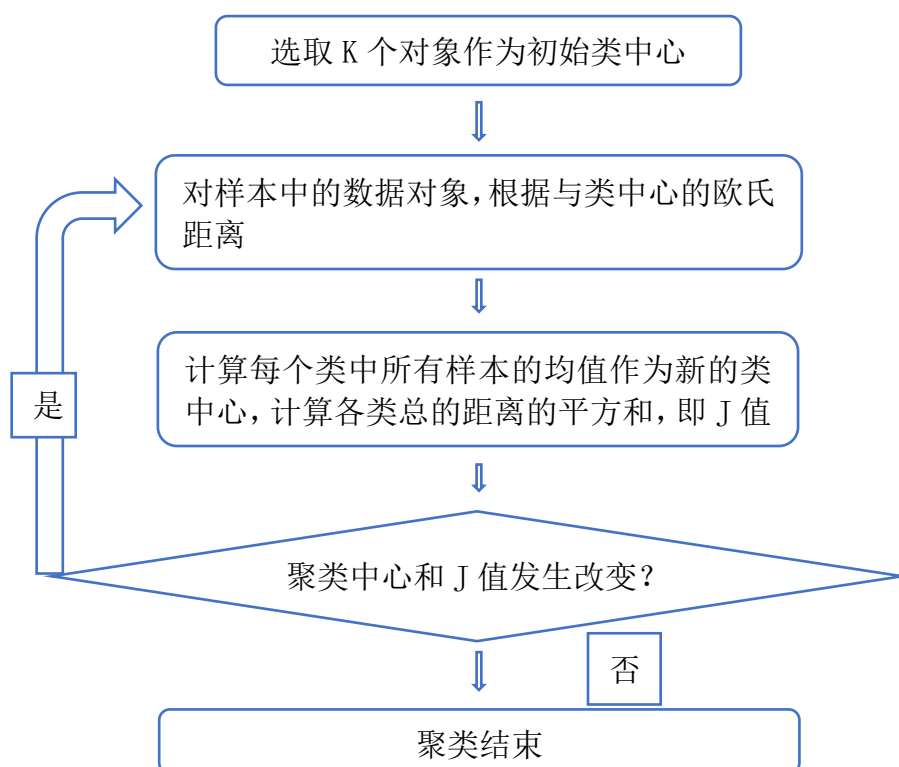 选取 K 个对象作为初始类中心
对样本中的数据对象,根据与类中心的欧氏
距离
计算每个类中所有样本的均值作为新的类
中心,计算各类总的距离的平方和,即 J 值
是
聚类中心和 J 值发生改变?
否
聚类结束